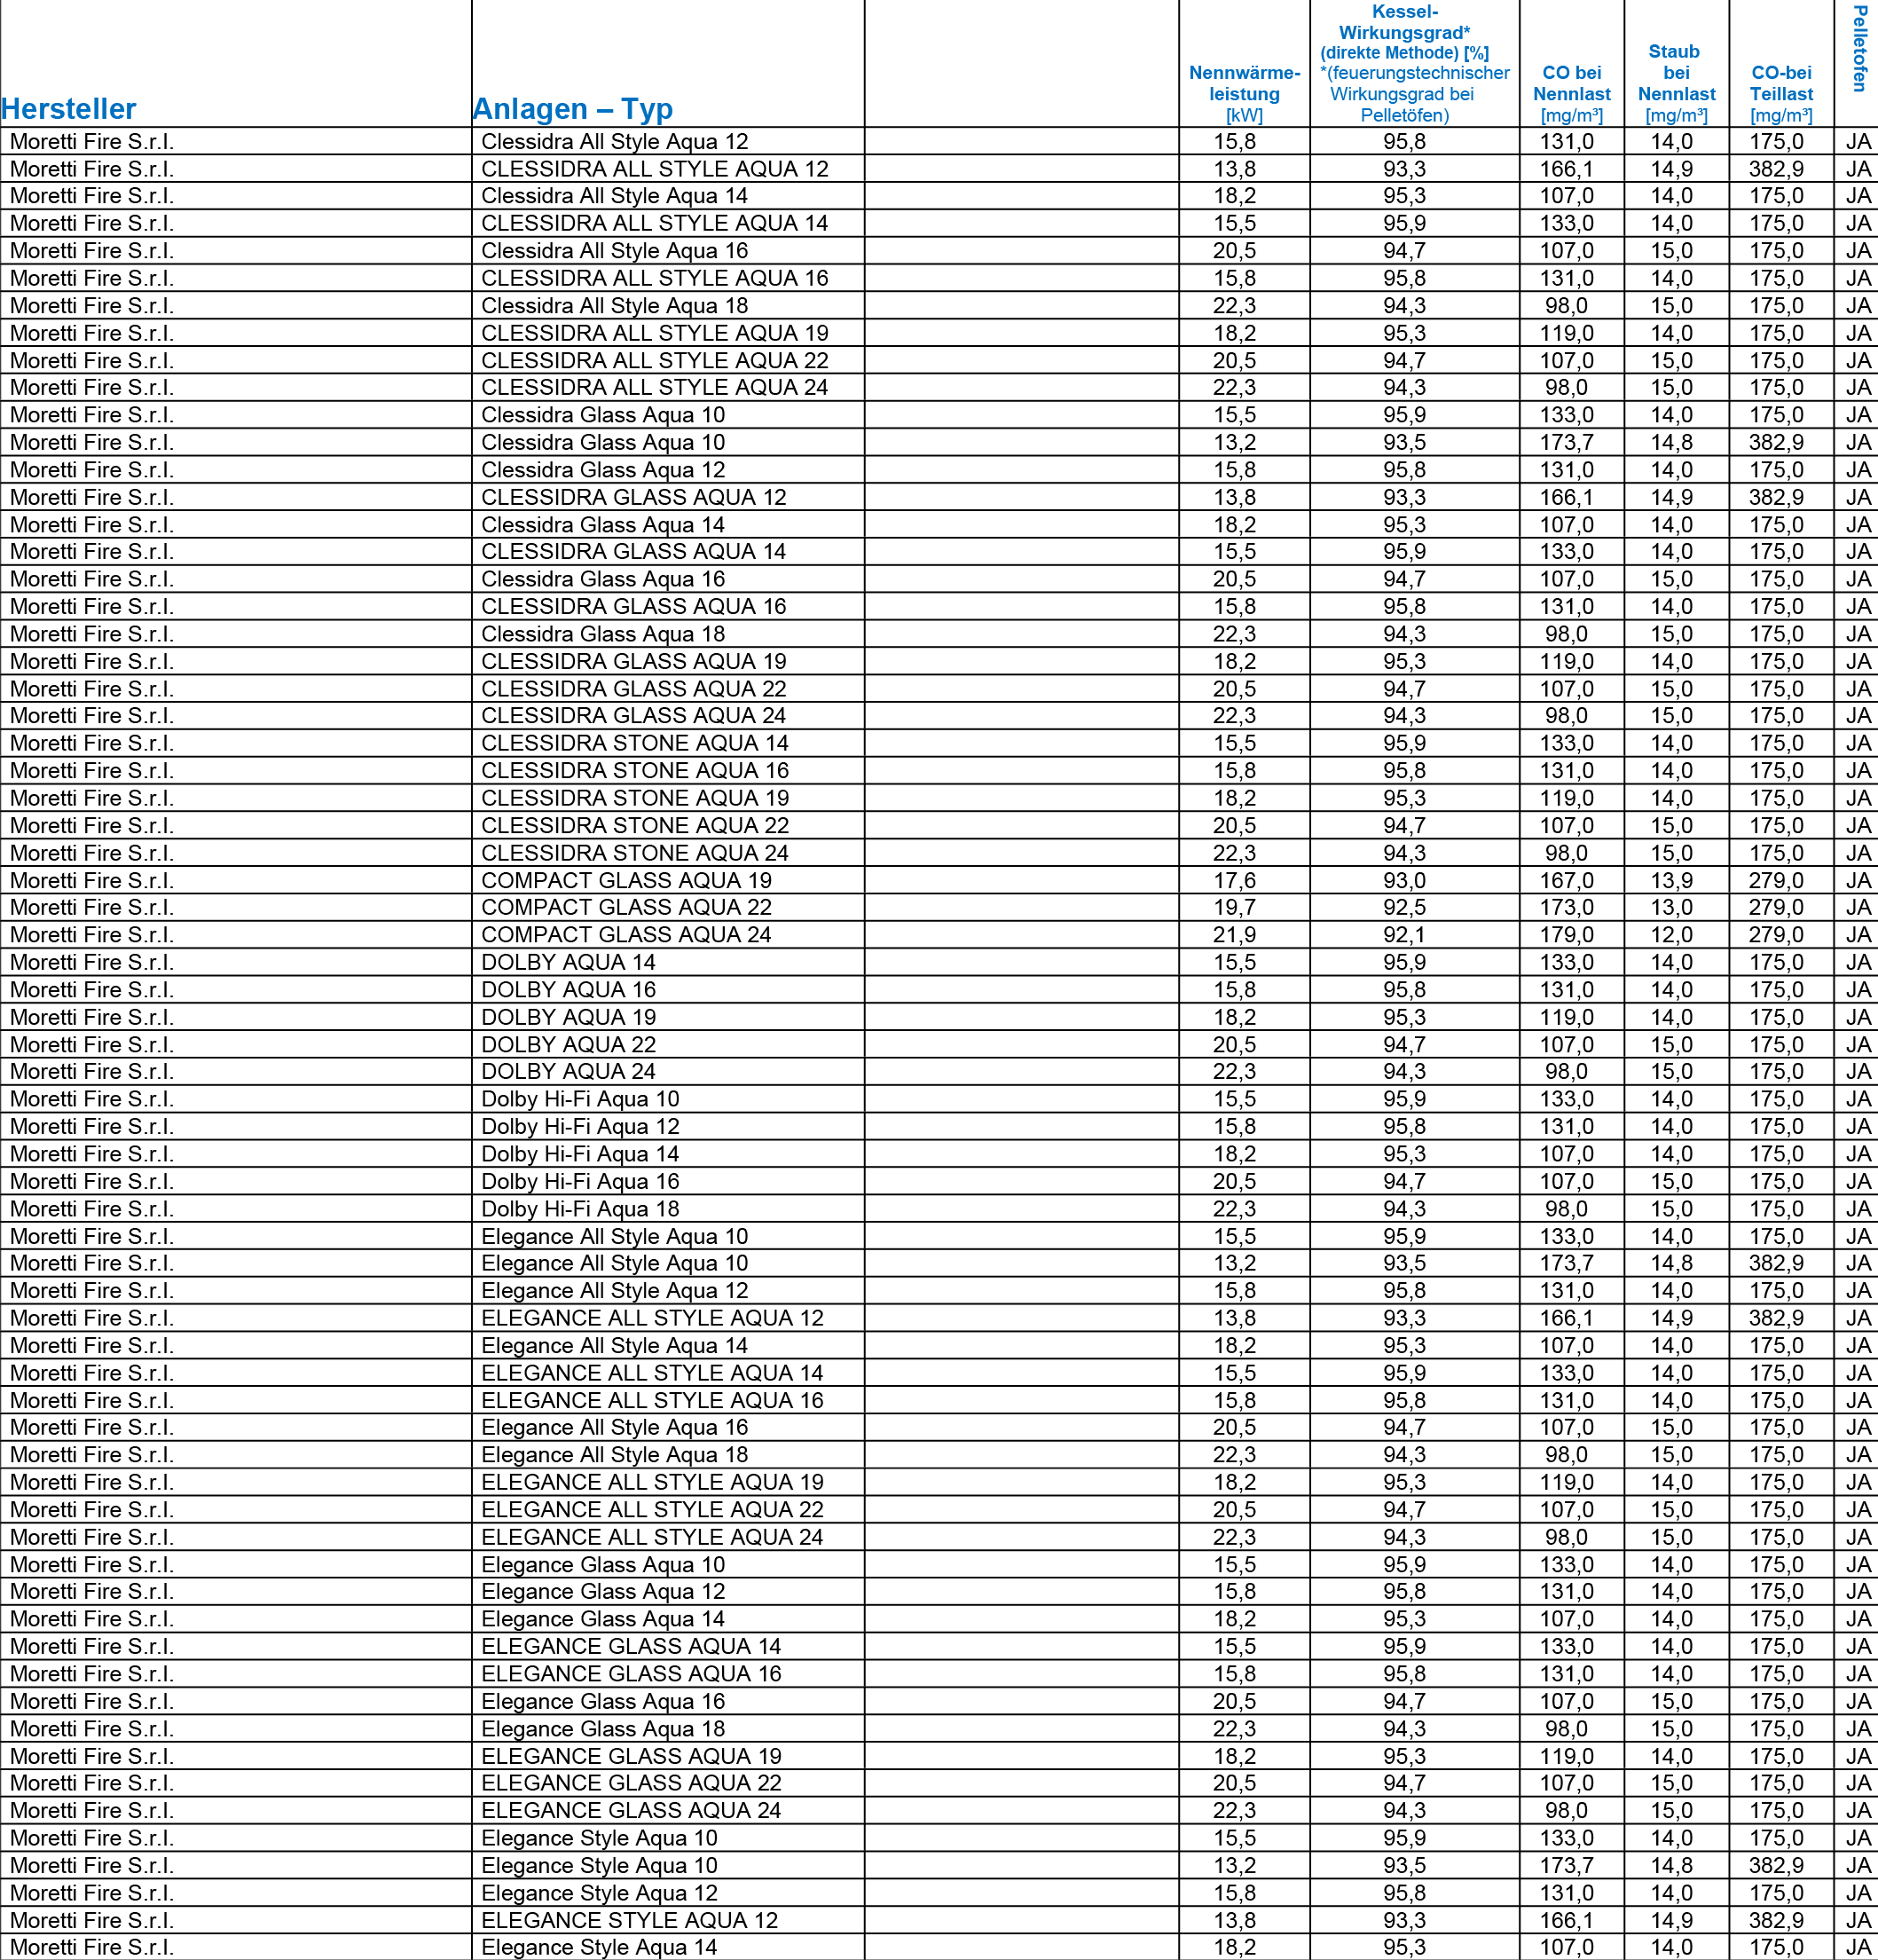 Hersteller Anlagen – Typ Nennwärme-leistung [kW] Kessel-Wirkungsgrad* (direkte Methode) [%] *(feuerungstechnischer Wirkungsgrad bei Pelletöfen) CO bei Nennlast [mg/m³] Staub bei Nennlast [mg/m³] CO-bei Teillast [mg/m³] Pelletofen
Moretti Fire S.r.l. Clessidra All Style Aqua 12 15,8 95,8 131,0 14,0 175,0 JA
Moretti Fire S.r.l. CLESSIDRA ALL STYLE AQUA 12 13,8 93,3 166,1 14,9 382,9 JA
Moretti Fire S.r.l. Clessidra All Style Aqua 14 18,2 95,3 107,0 14,0 175,0 JA
Moretti Fire S.r.l. CLESSIDRA ALL STYLE AQUA 14 15,5 95,9 133,0 14,0 175,0 JA
Moretti Fire S.r.l. Clessidra All Style Aqua 16 20,5 94,7 107,0 15,0 175,0 JA
Moretti Fire S.r.l. CLESSIDRA ALL STYLE AQUA 16 15,8 95,8 131,0 14,0 175,0 JA
Moretti Fire S.r.l. Clessidra All Style Aqua 18 22,3 94,3 98,0 15,0 175,0 JA
Moretti Fire S.r.l. CLESSIDRA ALL STYLE AQUA 19 18,2 95,3 119,0 14,0 175,0 JA
Moretti Fire S.r.l. CLESSIDRA ALL STYLE AQUA 22 20,5 94,7 107,0 15,0 175,0 JA
Moretti Fire S.r.l. CLESSIDRA ALL STYLE AQUA 24 22,3 94,3 98,0 15,0 175,0 JA
Moretti Fire S.r.l. Clessidra Glass Aqua 10 15,5 95,9 133,0 14,0 175,0 JA
Moretti Fire S.r.l. Clessidra Glass Aqua 10 13,2 93,5 173,7 14,8 382,9 JA
Moretti Fire S.r.l. Clessidra Glass Aqua 12 15,8 95,8 131,0 14,0 175,0 JA
Moretti Fire S.r.l. CLESSIDRA GLASS AQUA 12 13,8 93,3 166,1 14,9 382,9 JA
Moretti Fire S.r.l. Clessidra Glass Aqua 14 18,2 95,3 107,0 14,0 175,0 JA
Moretti Fire S.r.l. CLESSIDRA GLASS AQUA 14 15,5 95,9 133,0 14,0 175,0 JA
Moretti Fire S.r.l. Clessidra Glass Aqua 16 20,5 94,7 107,0 15,0 175,0 JA
Moretti Fire S.r.l. CLESSIDRA GLASS AQUA 16 15,8 95,8 131,0 14,0 175,0 JA
Moretti Fire S.r.l. Clessidra Glass Aqua 18 22,3 94,3 98,0 15,0 175,0 JA
Moretti Fire S.r.l. CLESSIDRA GLASS AQUA 19 18,2 95,3 119,0 14,0 175,0 JA
Moretti Fire S.r.l. CLESSIDRA GLASS AQUA 22 20,5 94,7 107,0 15,0 175,0 JA
Moretti Fire S.r.l. CLESSIDRA GLASS AQUA 24 22,3 94,3 98,0 15,0 175,0 JA
Moretti Fire S.r.l. CLESSIDRA STONE AQUA 14 15,5 95,9 133,0 14,0 175,0 JA
Moretti Fire S.r.l. CLESSIDRA STONE AQUA 16 15,8 95,8 131,0 14,0 175,0 JA
Moretti Fire S.r.l. CLESSIDRA STONE AQUA 19 18,2 95,3 119,0 14,0 175,0 JA
Moretti Fire S.r.l. CLESSIDRA STONE AQUA 22 20,5 94,7 107,0 15,0 175,0 JA
Moretti Fire S.r.l. CLESSIDRA STONE AQUA 24 22,3 94,3 98,0 15,0 175,0 JA
Moretti Fire S.r.l. COMPACT GLASS AQUA 19 17,6 93,0 167,0 13,9 279,0 JA
Moretti Fire S.r.l. COMPACT GLASS AQUA 22 19,7 92,5 173,0 13,0 279,0 JA
Moretti Fire S.r.l. COMPACT GLASS AQUA 24 21,9 92,1 179,0 12,0 279,0 JA
Moretti Fire S.r.l. DOLBY AQUA 14 15,5 95,9 133,0 14,0 175,0 JA
Moretti Fire S.r.l. DOLBY AQUA 16 15,8 95,8 131,0 14,0 175,0 JA
Moretti Fire S.r.l. DOLBY AQUA 19 18,2 95,3 119,0 14,0 175,0 JA
Moretti Fire S.r.l. DOLBY AQUA 22 20,5 94,7 107,0 15,0 175,0 JA
Moretti Fire S.r.l. DOLBY AQUA 24 22,3 94,3 98,0 15,0 175,0 JA
Moretti Fire S.r.l. Dolby Hi-Fi Aqua 10 15,5 95,9 133,0 14,0 175,0 JA
Moretti Fire S.r.l. Dolby Hi-Fi Aqua 12 15,8 95,8 131,0 14,0 175,0 JA
Moretti Fire S.r.l. Dolby Hi-Fi Aqua 14 18,2 95,3 107,0 14,0 175,0 JA
Moretti Fire S.r.l. Dolby Hi-Fi Aqua 16 20,5 94,7 107,0 15,0 175,0 JA
Moretti Fire S.r.l. Dolby Hi-Fi Aqua 18 22,3 94,3 98,0 15,0 175,0 JA
Moretti Fire S.r.l. Elegance All Style Aqua 10 15,5 95,9 133,0 14,0 175,0 JA
Moretti Fire S.r.l. Elegance All Style Aqua 10 13,2 93,5 173,7 14,8 382,9 JA
Moretti Fire S.r.l. Elegance All Style Aqua 12 15,8 95,8 131,0 14,0 175,0 JA
Moretti Fire S.r.l. ELEGANCE ALL STYLE AQUA 12 13,8 93,3 166,1 14,9 382,9 JA
Moretti Fire S.r.l. Elegance All Style Aqua 14 18,2 95,3 107,0 14,0 175,0 JA
Moretti Fire S.r.l. ELEGANCE ALL STYLE AQUA 14 15,5 95,9 133,0 14,0 175,0 JA
Moretti Fire S.r.l. ELEGANCE ALL STYLE AQUA 16 15,8 95,8 131,0 14,0 175,0 JA
Moretti Fire S.r.l. Elegance All Style Aqua 16 20,5 94,7 107,0 15,0 175,0 JA
Moretti Fire S.r.l. Elegance All Style Aqua 18 22,3 94,3 98,0 15,0 175,0 JA
Moretti Fire S.r.l. ELEGANCE ALL STYLE AQUA 19 18,2 95,3 119,0 14,0 175,0 JA
Moretti Fire S.r.l. ELEGANCE ALL STYLE AQUA 22 20,5 94,7 107,0 15,0 175,0 JA
Moretti Fire S.r.l. ELEGANCE ALL STYLE AQUA 24 22,3 94,3 98,0 15,0 175,0 JA
Moretti Fire S.r.l. Elegance Glass Aqua 10 15,5 95,9 133,0 14,0 175,0 JA
Moretti Fire S.r.l. Elegance Glass Aqua 12 15,8 95,8 131,0 14,0 175,0 JA
Moretti Fire S.r.l. Elegance Glass Aqua 14 18,2 95,3 107,0 14,0 175,0 JA
Moretti Fire S.r.l. ELEGANCE GLASS AQUA 14 15,5 95,9 133,0 14,0 175,0 JA
Moretti Fire S.r.l. ELEGANCE GLASS AQUA 16 15,8 95,8 131,0 14,0 175,0 JA
Moretti Fire S.r.l. Elegance Glass Aqua 16 20,5 94,7 107,0 15,0 175,0 JA
Moretti Fire S.r.l. Elegance Glass Aqua 18 22,3 94,3 98,0 15,0 175,0 JA
Moretti Fire S.r.l. ELEGANCE GLASS AQUA 19 18,2 95,3 119,0 14,0 175,0 JA
Moretti Fire S.r.l. ELEGANCE GLASS AQUA 22 20,5 94,7 107,0 15,0 175,0 JA
Moretti Fire S.r.l. ELEGANCE GLASS AQUA 24 22,3 94,3 98,0 15,0 175,0 JA
Moretti Fire S.r.l. Elegance Style Aqua 10 15,5 95,9 133,0 14,0 175,0 JA
Moretti Fire S.r.l. Elegance Style Aqua 10 13,2 93,5 173,7 14,8 382,9 JA
Moretti Fire S.r.l. Elegance Style Aqua 12 15,8 95,8 131,0 14,0 175,0 JA
Moretti Fire S.r.l. ELEGANCE STYLE AQUA 12 13,8 93,3 166,1 14,9 382,9 JA
Moretti Fire S.r.l. Elegance Style Aqua 14 18,2 95,3 107,0 14,0 175,0 JA